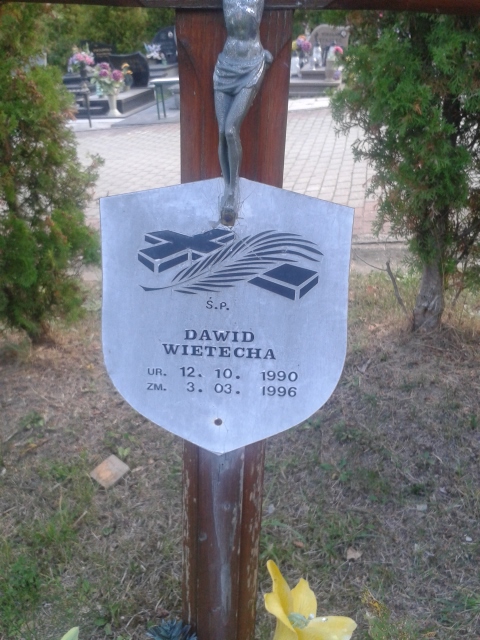 Ś.P.
DAWID
WIETECHA
UR. 12. 10. 1990
ZM. 3. 03. 1996